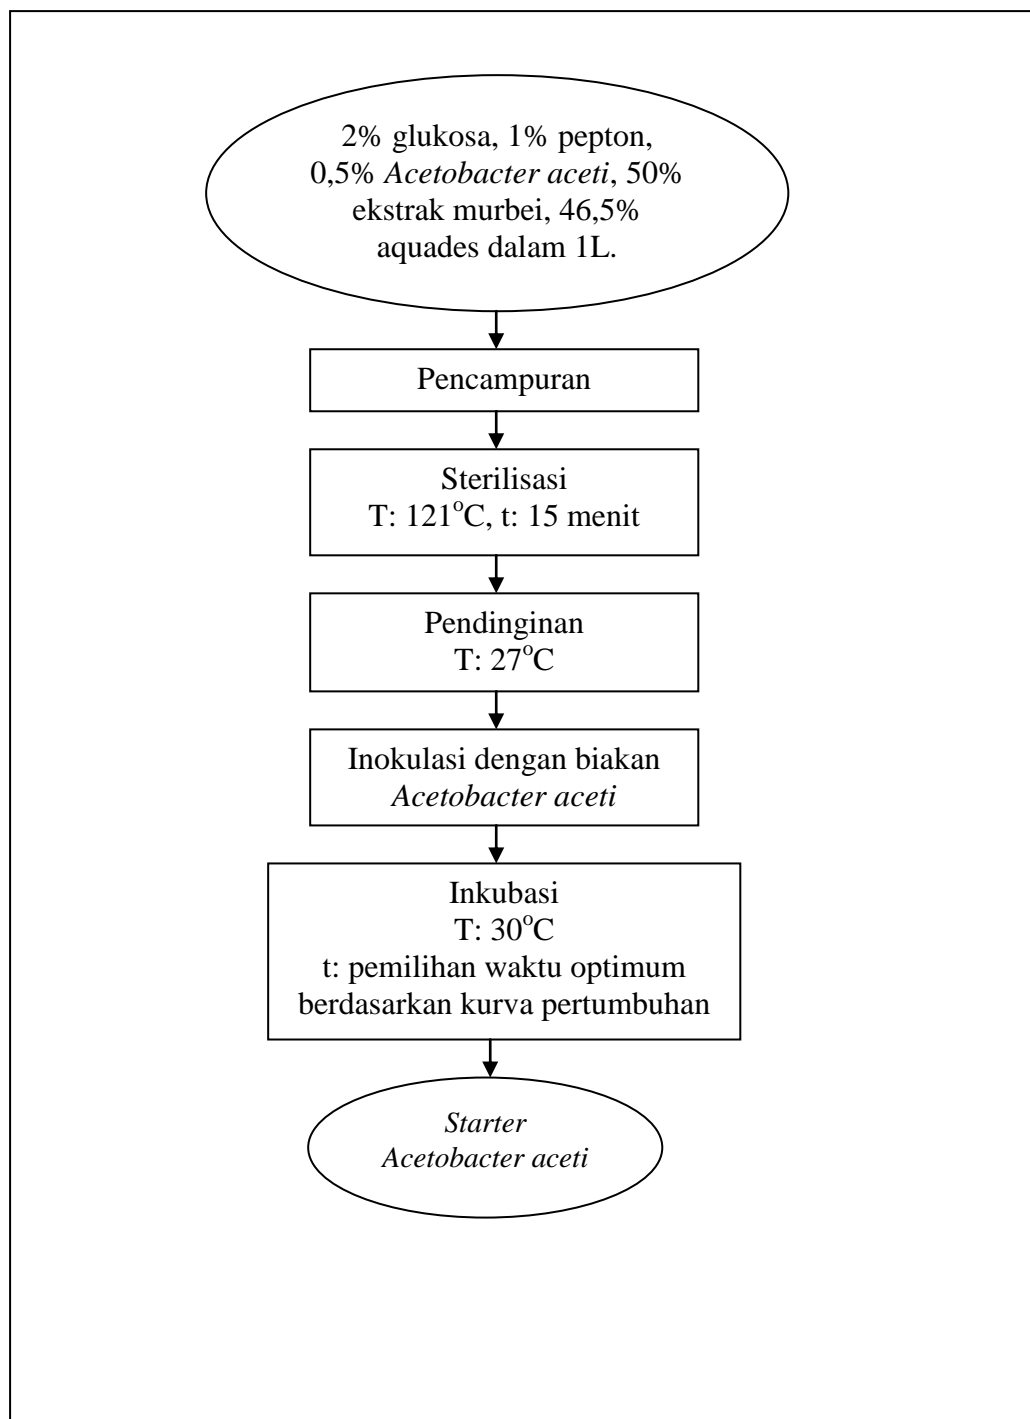 2% glukosa, 1% pepton,
0,5% Acetobacter aceti, 50%
ekstrak murbei, 46,5%
aquades dalam 1L.
Pencampuran
Sterilisasi
T: 121°C, t: 15 menit
Pendinginan
T: 27°C
Inokulasi dengan biakan
Acetobacter aceti
Inkubasi
T: 30°C
t: pemilihan waktu optimum
berdasarkan kurva pertumbuhan
Starter
Acetobacter aceti